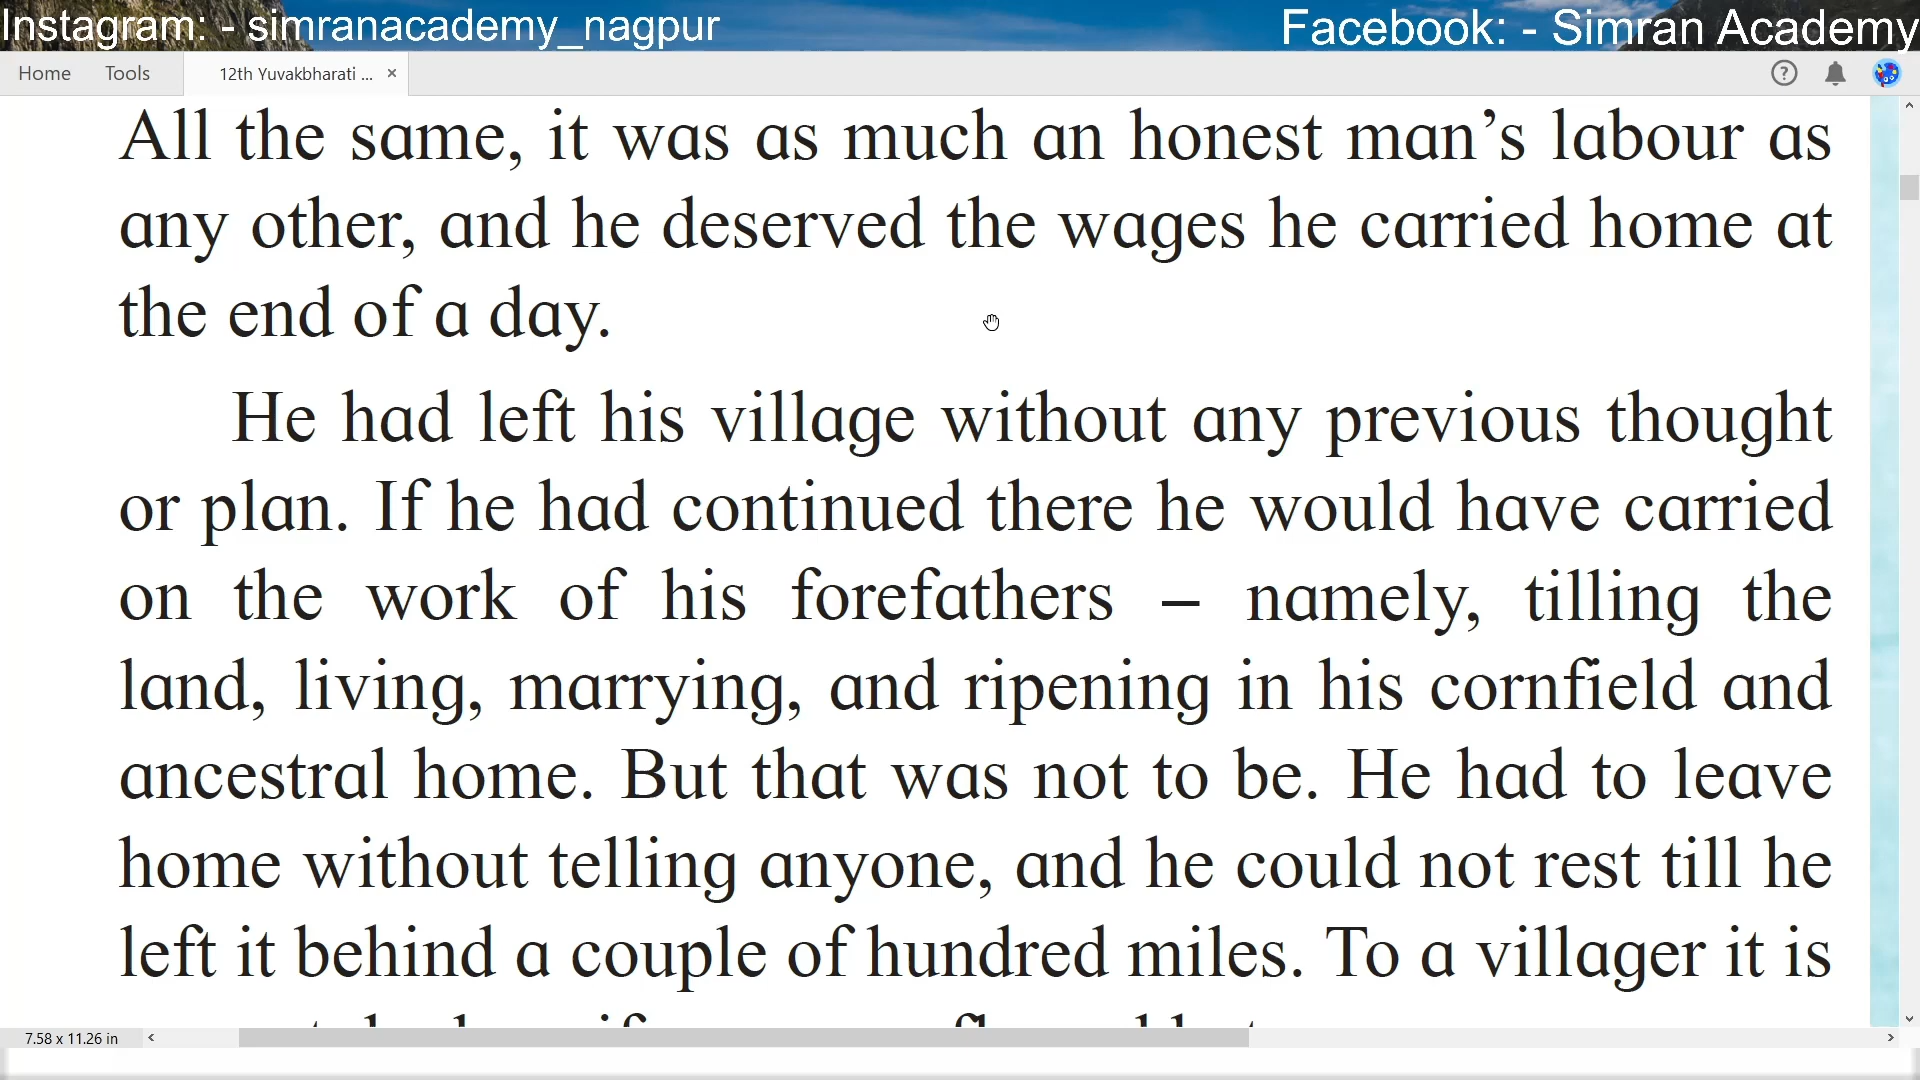 Instagram: - simranacademy_nagpur
Facebook: - Simran Academy
Home Tools 12th Yuvakbharati ... ×
All the same, it was as much an honest man’s labour as
any other, and he deserved the wages he carried home at
the end of a day.
He had left his village without any previous thought
or plan. If he had continued there he would have carried
on the work of his forefathers – namely, tilling the
land, living, marrying, and ripening in his cornfield and
ancestral home. But that was not to be. He had to leave
home without telling anyone, and he could not rest till he
left it behind a couple of hundred miles. To a villager it is
7.58 x 11.26 in